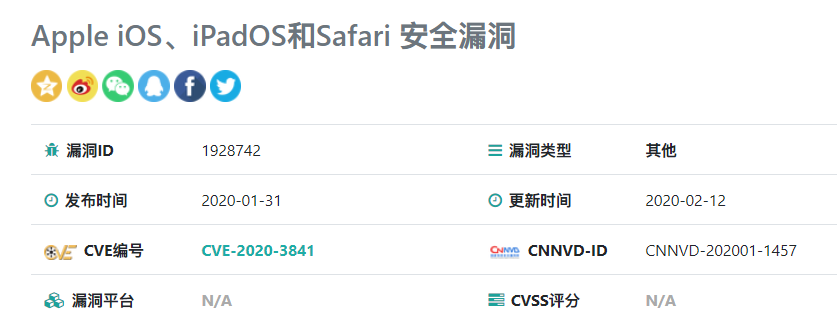 Apple iOS、iPadOS和Safari 安全漏洞
漏洞ID 1928742 漏洞类型 其他
发布时间 2020-01-31 更新时间 2020-02-12
CVE编号 CVE-2020-3841 CNNVD-ID CNNVD-202001-1457
漏洞平台 N/A CVSS评分 N/A